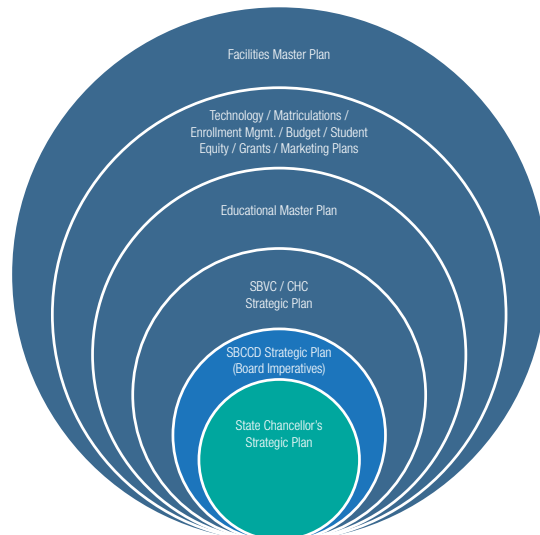 Facilities Master Plan
Technology / Matriculations /
Enrollment Mgmt. / Budget / Student
Equity / Grants / Marketing Plans
Educational Master Plan
SBVC / CHC
Strategic Plan
SBCCD Strategic Plan
(Board Imperatives)
State Chancellor's
Strategic Plan